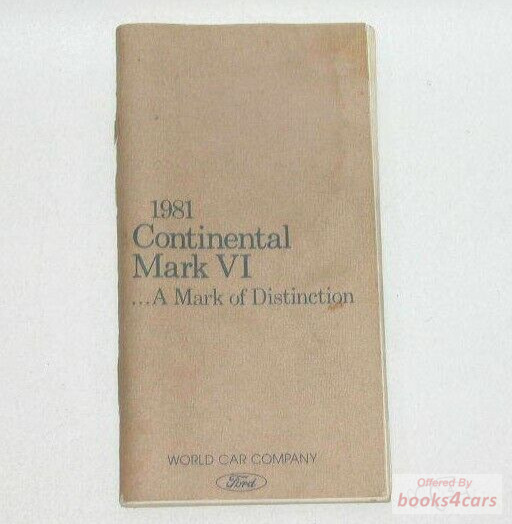 1981
Continental
Mark VI
...A Mark of Distinction
WORLD CAR COMPANY
Ford
Offered By
books4cars